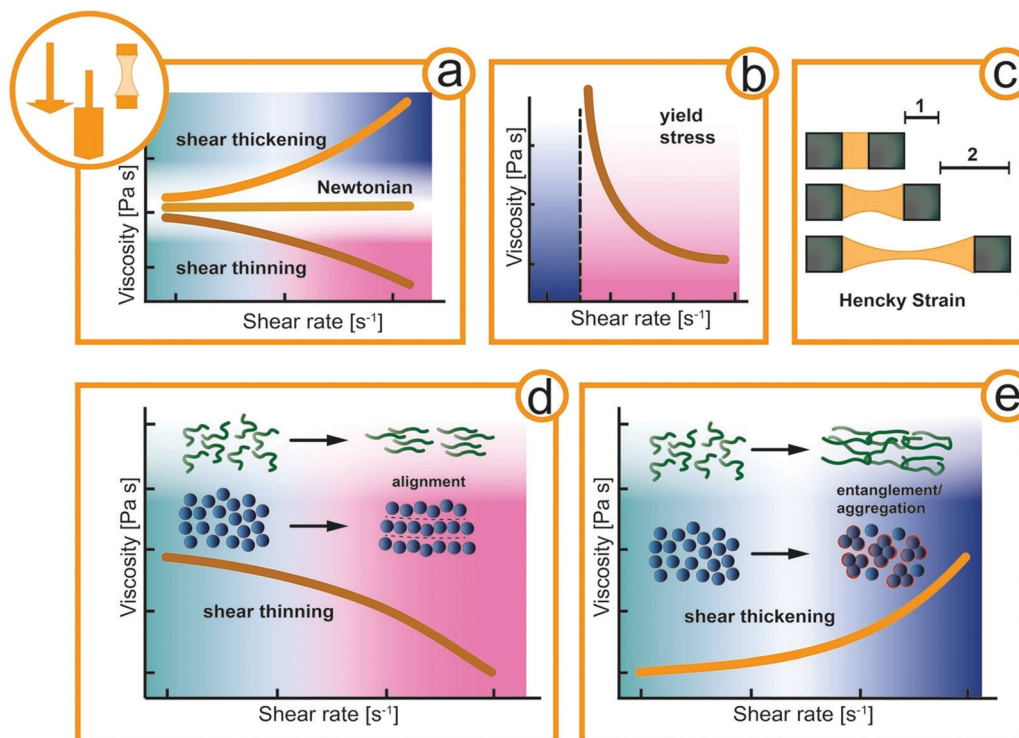 a
shear thickening
Newtonian
shear thinning
Viscosity [Pa s]
Shear rate [s⁻¹]
b
yield
stress
Viscosity [Pa s]
Shear rate [s⁻¹]
c
1
2
Hencky Strain
d
alignment
shear thinning
Viscosity [Pa s]
Shear rate [s⁻¹]
e
entanglement/
aggregation
shear thickening
Viscosity [Pa s]
Shear rate [s⁻¹]